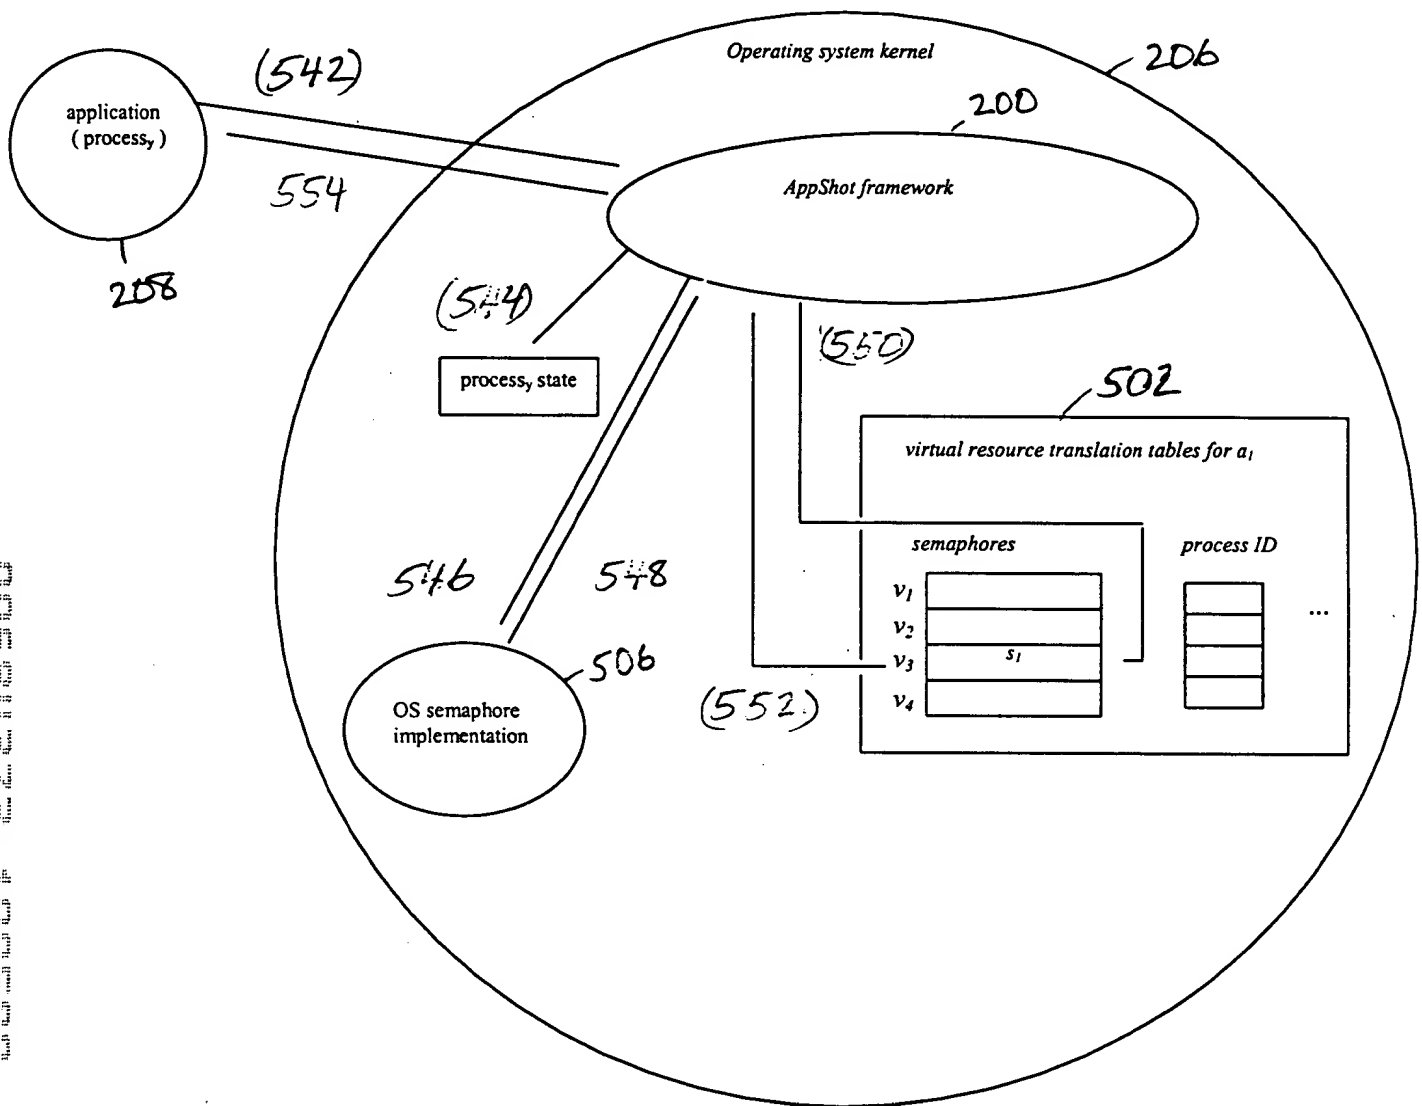 Operating system kernel
206
(542)
application
( processy )
200
AppShot framework
554
208
(544)
(550)
processy state
502
virtual resource translation tables for a1
semaphores
process ID
546
548
v1
v2
...
v3
s1
506
v4
(552)
OS semaphore
implementation